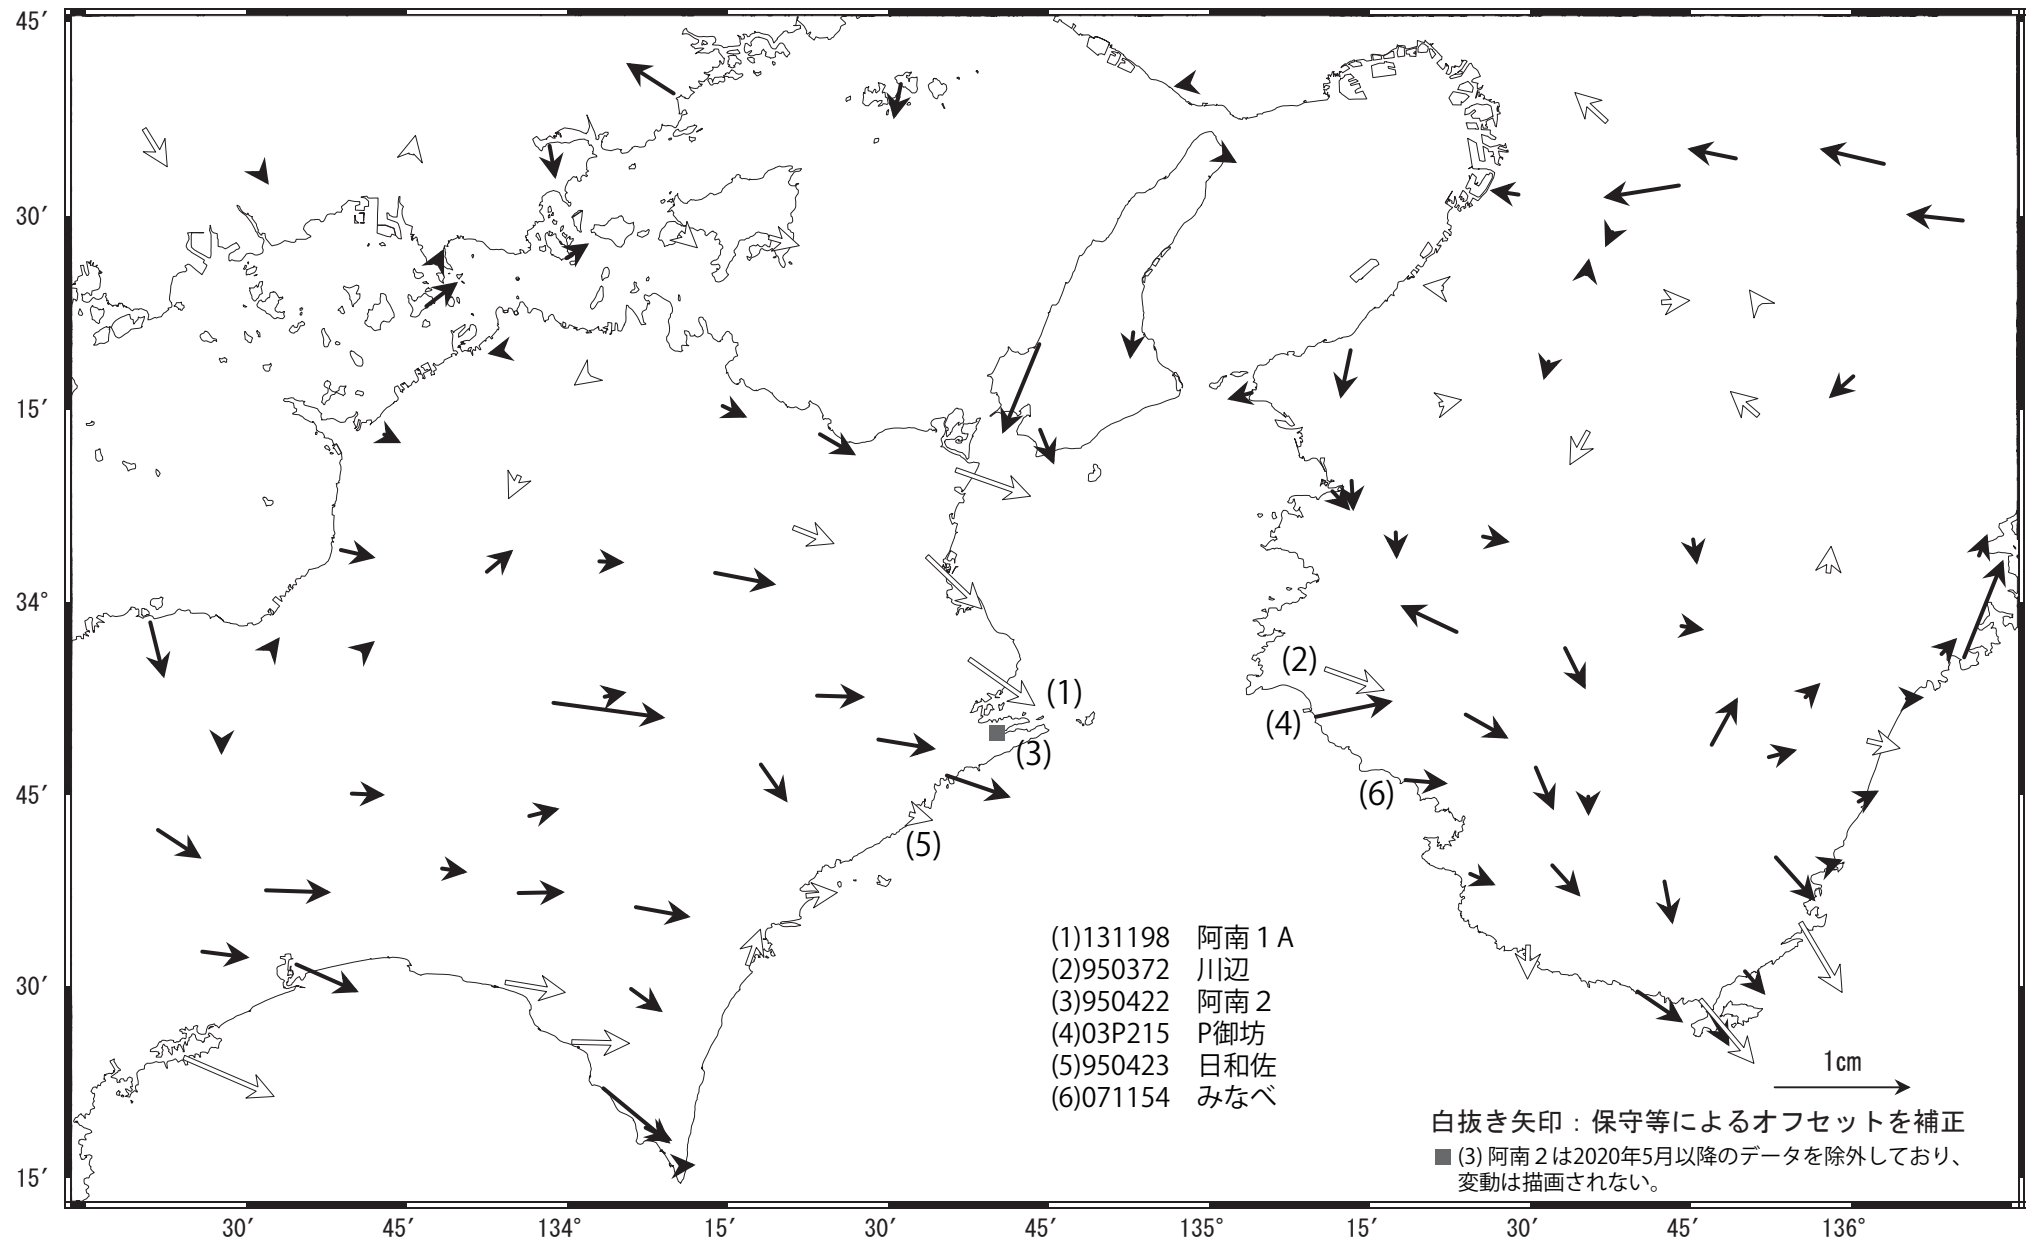 45′
30′
15′
34°
45′
30′
15′
(1)
(2)
(3)
(4)
(5)
(6)
(1)131198 阿南１A
(2)950372 川辺
(3)950422 阿南２
(4)03P215 P御坊
(5)950423 日和佐
(6)071154 みなべ
1cm
白抜き矢印：保守等によるオフセットを補正
■(3) 阿南２は2020年5月以降のデータを除外しており、
変動は描画されない。
30′ 45′ 134° 15′ 30′ 45′ 135° 15′ 30′ 45′ 136°